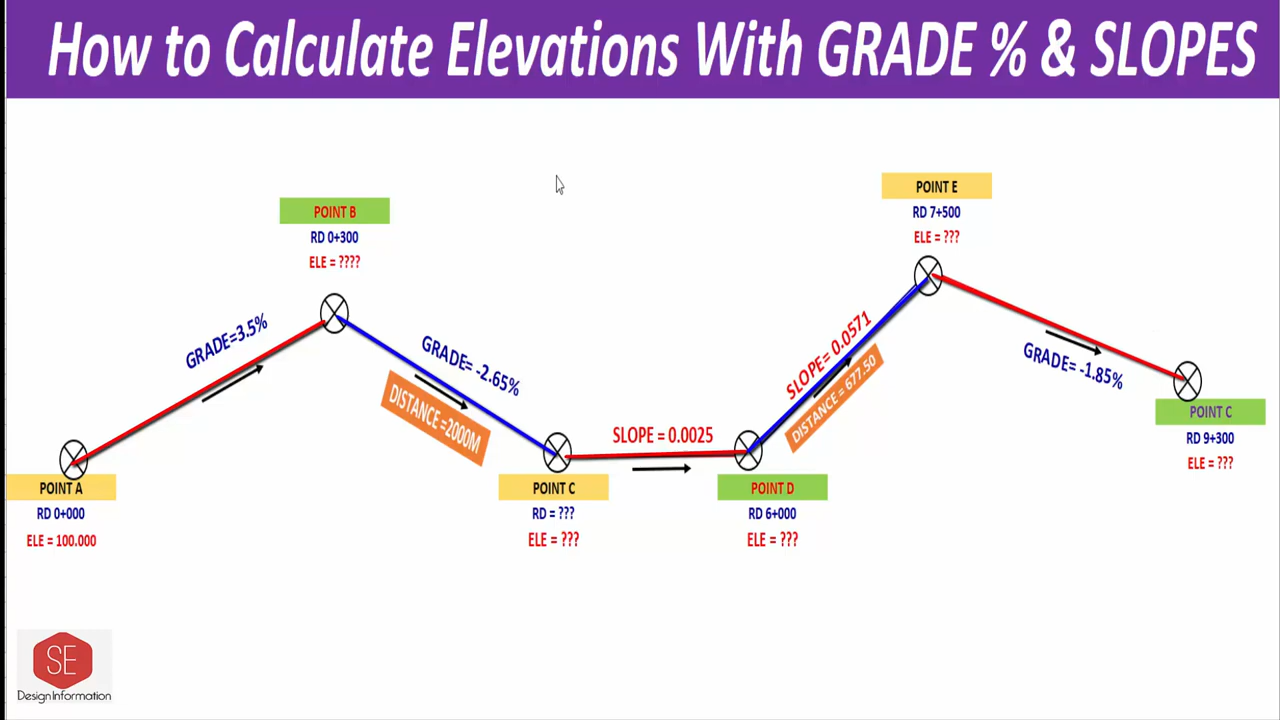 How to Calculate Elevations With GRADE % & SLOPES
POINT E
RD 7+500
ELE = ???
POINT B
RD 0+300
ELE = ????
GRADE=3.5%
GRADE= -2.65%
DISTANCE =2000M
SLOPE = 0.0025
SLOPE= 0.0571
DISTANCE = 677.50
GRADE= -1.85%
POINT C
RD 9+300
ELE = ???
POINT A
RD 0+000
ELE = 100.000
POINT C
RD = ???
ELE = ???
POINT D
RD 6+000
ELE = ???
SE
Design Information